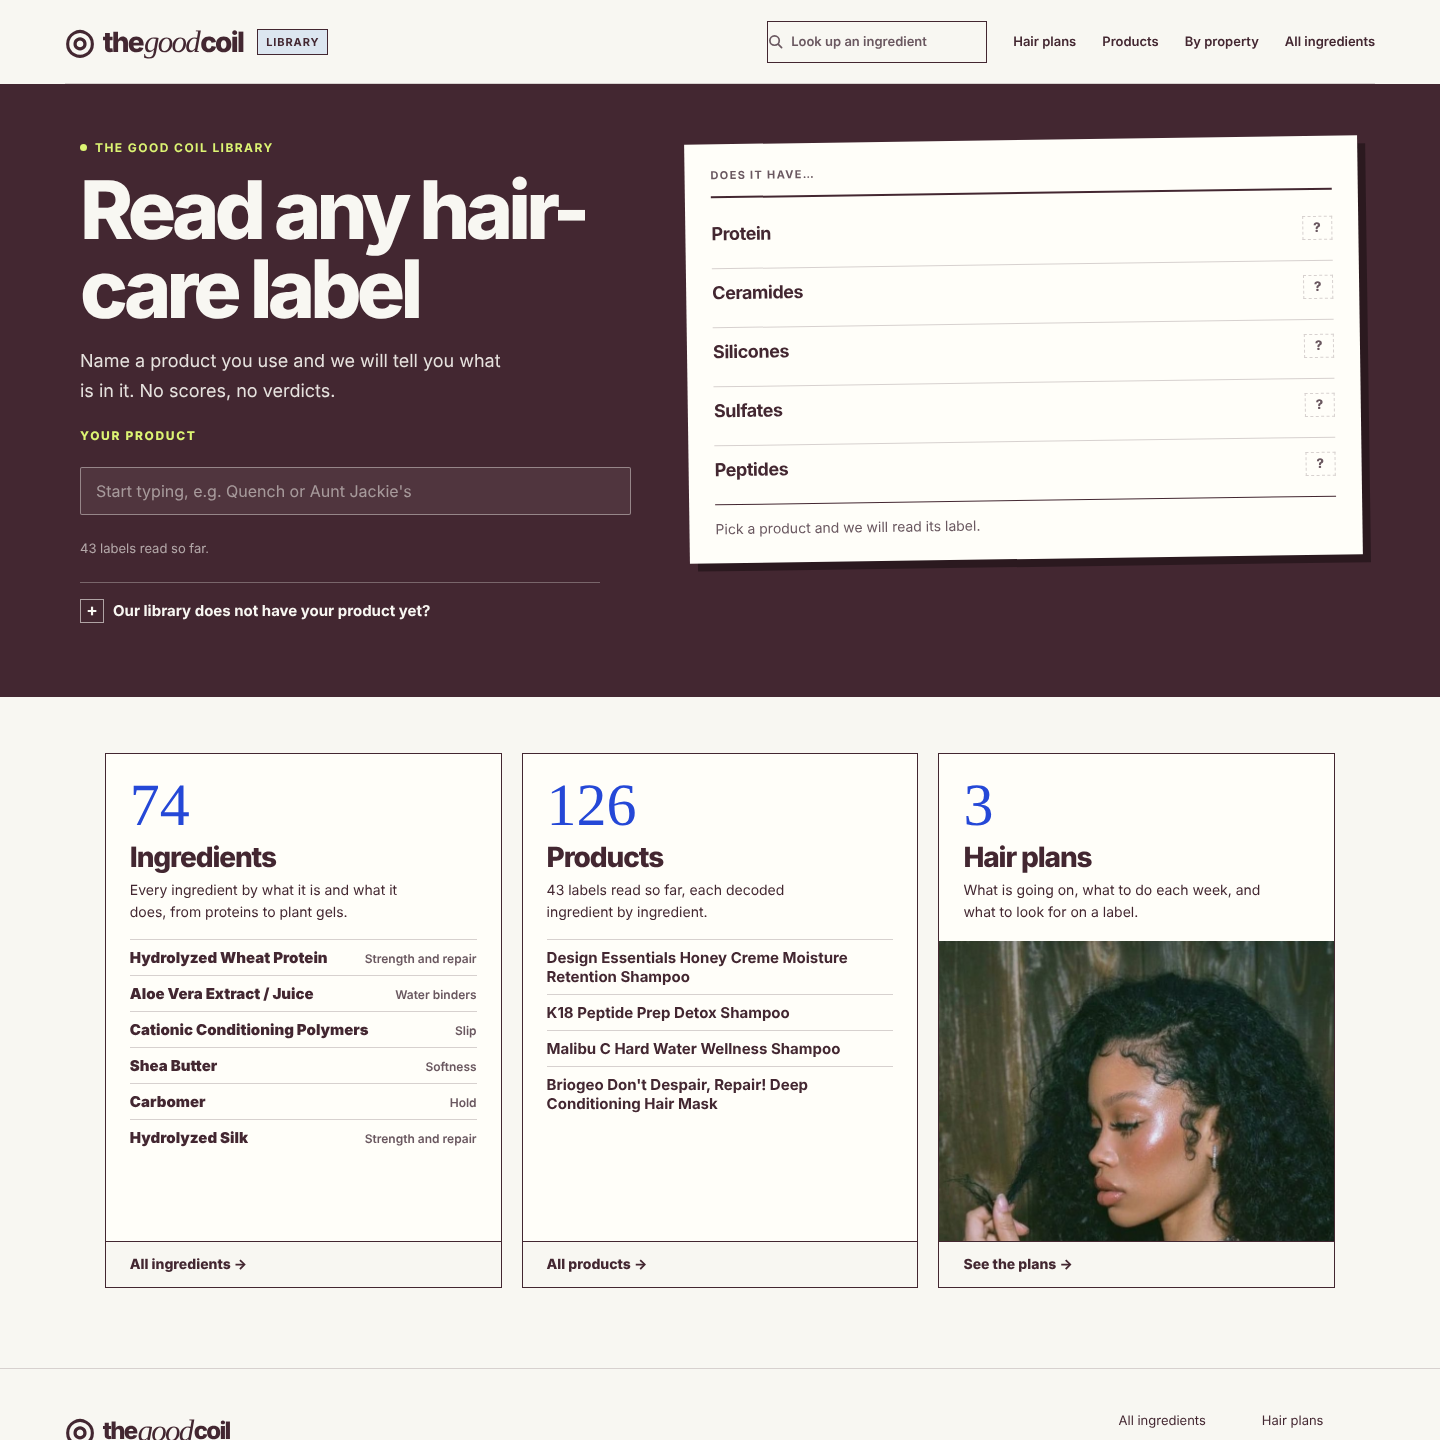 thegoodcoil LIBRARY
Look up an ingredient
Hair plans
Products
By property
All ingredients
THE GOOD COIL LIBRARY
Read any hair-
care label
Name a product you use and we will tell you what
is in it. No scores, no verdicts.
YOUR PRODUCT
Start typing, e.g. Quench or Aunt Jackie's
43 labels read so far.
+ Our library does not have your product yet?
DOES IT HAVE...
Protein ?
Ceramides ?
Silicones ?
Sulfates ?
Peptides ?
Pick a product and we will read its label.
74
Ingredients
Every ingredient by what it is and what it
does, from proteins to plant gels.
Hydrolyzed Wheat Protein Strength and repair
Aloe Vera Extract / Juice Water binders
Cationic Conditioning Polymers Slip
Shea Butter Softness
Carbomer Hold
Hydrolyzed Silk Strength and repair
All ingredients →
126
Products
43 labels read so far, each decoded
ingredient by ingredient.
Design Essentials Honey Creme Moisture
Retention Shampoo
K18 Peptide Prep Detox Shampoo
Malibu C Hard Water Wellness Shampoo
Briogeo Don't Despair, Repair! Deep
Conditioning Hair Mask
All products →
3
Hair plans
What is going on, what to do each week, and
what to look for on a label.
See the plans →
thegoodcoil
All ingredients
Hair plans